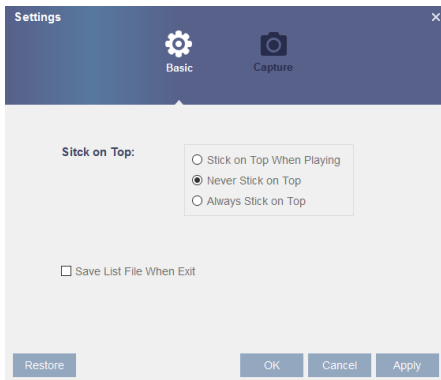 Settings
Basic
Capture
Sitck on Top:
Stick on Top When Playing
Never Stick on Top
Always Stick on Top
Save List File When Exit
Restore
OK
Cancel
Apply